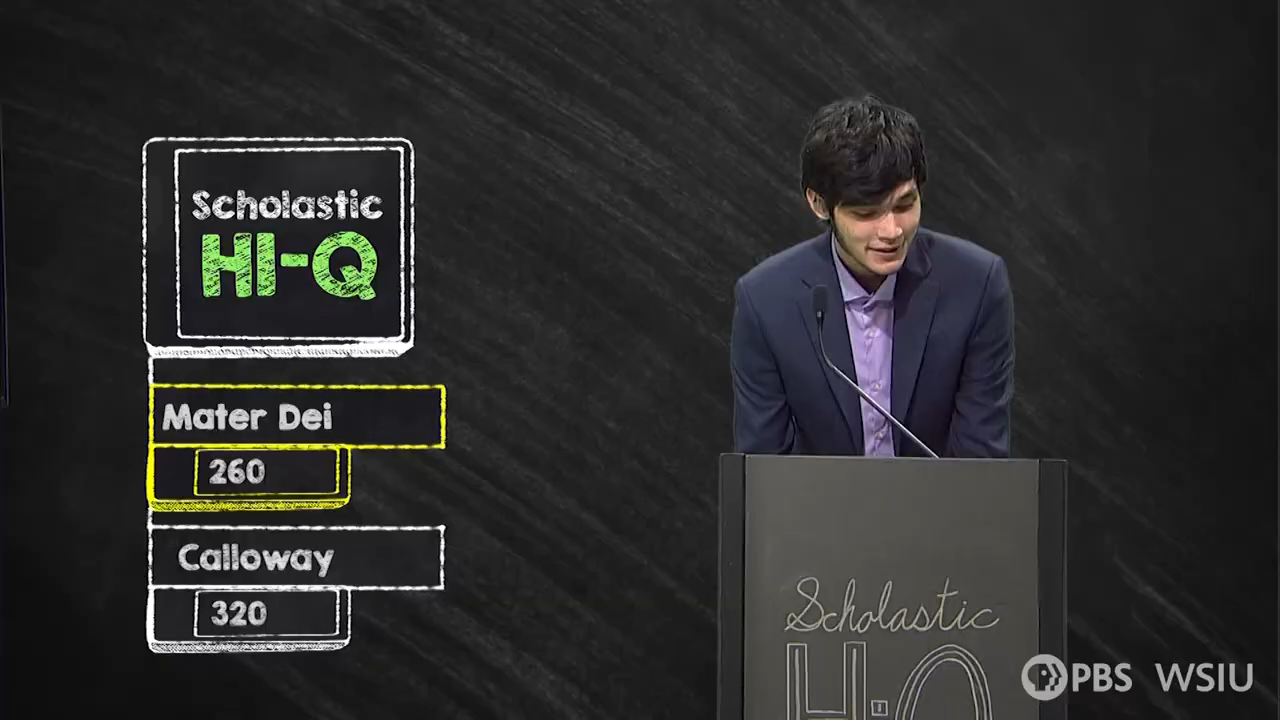 Scholastic
HI-Q
Mater Dei
260
Calloway
320
Scholastic
H-Q
PBS WSIU